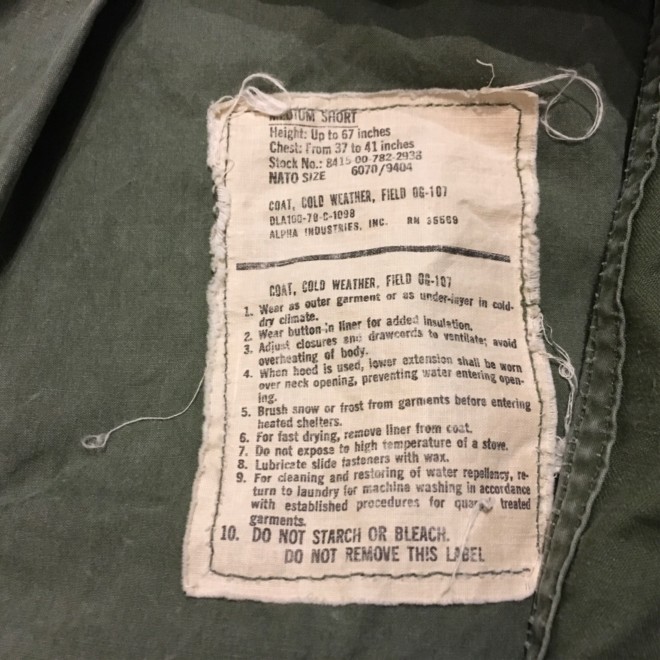 MEDIUM SHORT
Height: Up to 67 inches
Chest: From 37 to 41 inches
Stock No.: 8415-00-782-2938
NATO SIZE 6070/9404
COAT, COLD WEATHER, FIELD OG-107
DLA100-78-C-1098
ALPHA INDUSTRIES, INC. RN 35569
COAT, COLD WEATHER, FIELD OG-107
1. Wear as outer garment or as under-layer in cold-
dry climate.
2. Wear button-in liner for added insulation.
3. Adjust closures and drawcords to ventilate; avoid
overheating of body.
4. When hood is used, lower extension shall be worn
over neck opening, preventing water entering open-
ing.
5. Brush snow or frost from garments before entering
heated shelters.
6. For fast drying, remove liner from coat.
7. Do not expose to high temperature of a stove.
8. Lubricate slide fasteners with wax.
9. For cleaning and restoring of water repellency, re-
turn to laundry for machine washing in accordance
with established procedures for treated
garments.
10. DO NOT STARCH OR BLEACH.
DO NOT REMOVE THIS LABEL